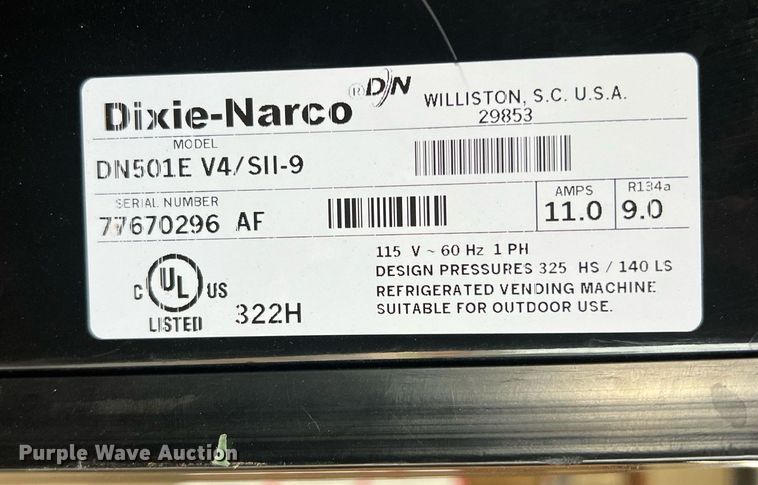 Dixie-Narco ®D/N WILLISTON, S.C. U.S.A.
29853
MODEL
DN501E V4/SII-9
SERIAL NUMBER
77670296 AF
AMPS
11.0
R134a
9.0
115 V ~ 60 Hz 1 PH
DESIGN PRESSURES 325 HS / 140 LS
REFRIGERATED VENDING MACHINE
SUITABLE FOR OUTDOOR USE.
C UL US
LISTED
322H
Purple Wave Auction